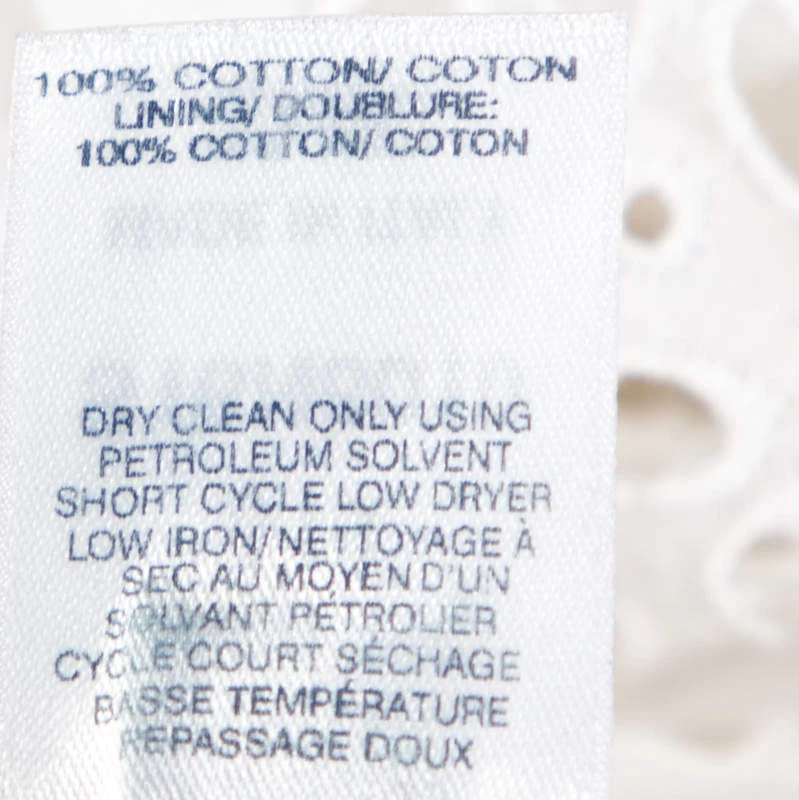 100% COTTON/ COTON
LINING/ DOUBLURE:
100% COTTON/ COTON
DRY CLEAN ONLY USING
PETROLEUM SOLVENT
SHORT CYCLE LOW DRYER
LOW IRON/NETTOYAGE À
SEC AU MOYEN D'UN
SOLVANT PÉTROLIER
CYCLE COURT SÉCHAGE
BASSE TEMPÉRATURE
REPASSAGE DOUX